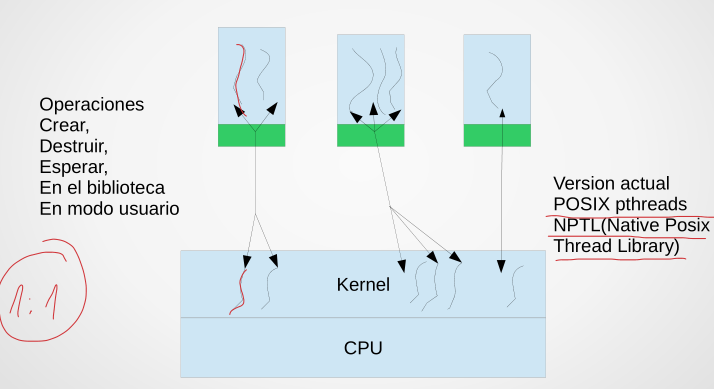 Operaciones
Crear,
Destruir,
Esperar,
En el biblioteca
En modo usuario
Version actual
POSIX pthreads
NPTL(Native Posix
Thread Library)
1:1
Kernel
CPU